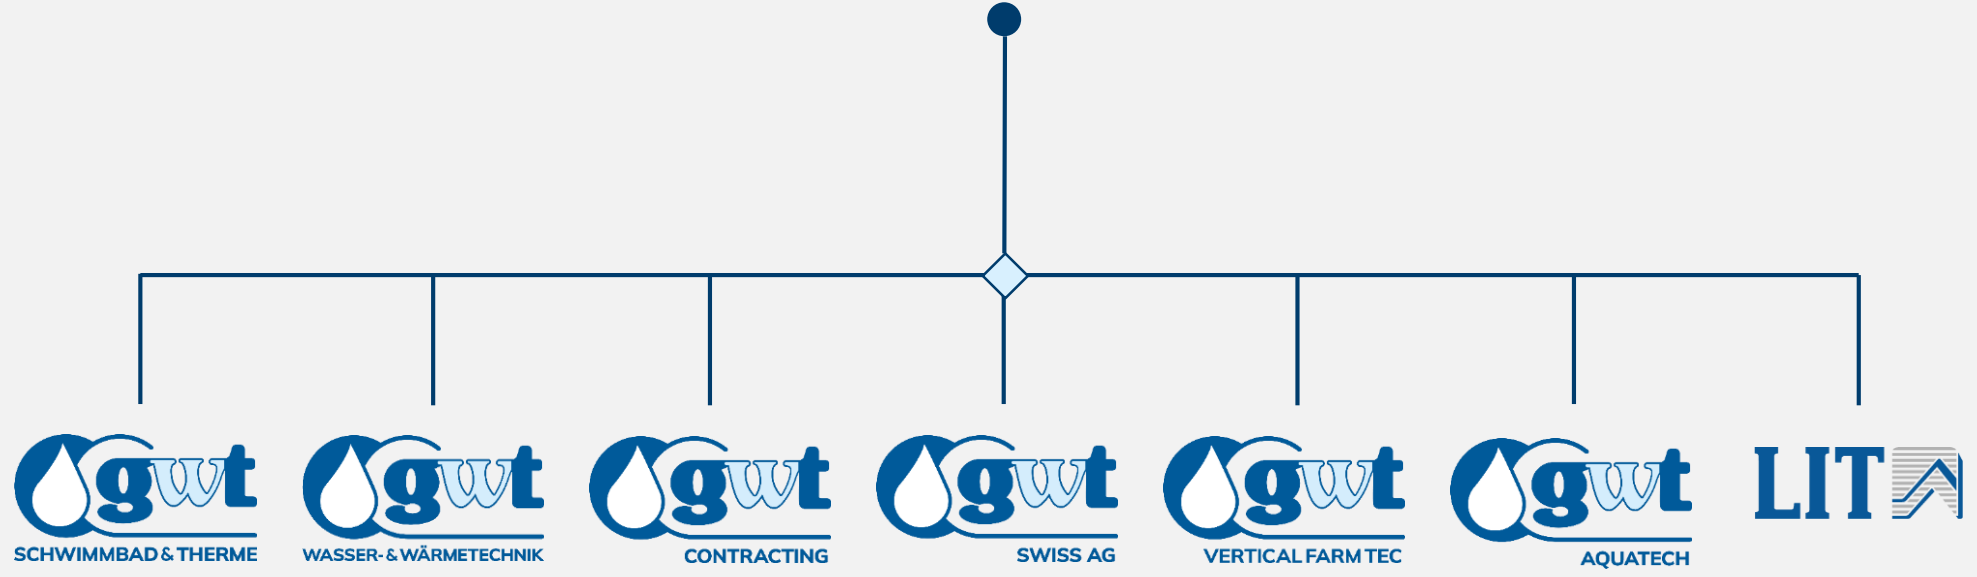 gwt
SCHWIMMBAD & THERME
gwt
WASSER- & WÄRMETECHNIK
gwt
CONTRACTING
gwt
SWISS AG
gwt
VERTICAL FARM TEC
gwt
AQUATECH
LIT